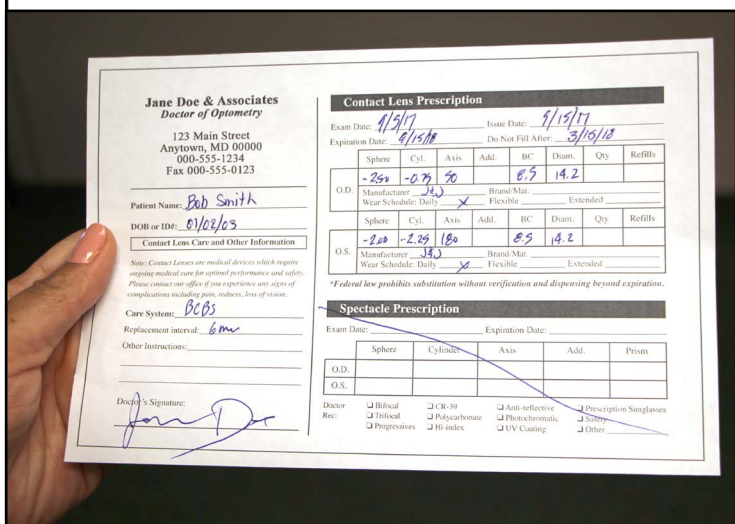 Jane Doe & Associates
Doctor of Optometry
123 Main Street
Anytown, MD 00000
000-555-1234
Fax 000-555-0123
Patient Name: Bob Smith
DOB or ID#: 01/02/03
Contact Lens Care and Other Information
Note: Contact Lenses are medical devices which require
ongoing medical care for optimal performance and safety.
Please contact our office if you experience any signs of
complications including pain, redness, loss of vision.
Care System: BCBS
Replacement interval: 6 mo
Other Instructions:
Doctor's Signature:
Contact Lens Prescription
Exam Date: 9/5/17 Issue Date: 9/15/17
Expiration Date: 9/15/18 Do Not Fill After: 3/15/18
Sphere Cyl. Axis Add. BC Diam. Qty Refills
O.D. -250 -0.75 50 8.5 14.2
Manufacturer J&J Brand/Mat.
Wear Schedule: Daily X Flexible Extended
Sphere Cyl. Axis Add. BC Diam. Qty Refills
O.S. -2.25 180 8.5 14.2
Manufacturer J&J Brand/Mat.
Wear Schedule: Daily X Flexible Extended
*Federal law prohibits substitution without verification and dispensing beyond expiration.
Spectacle Prescription
Exam Date: Expiration Date:
Sphere Cylinder Axis Add. Prism
O.D.
O.S.
Doctor Rec: Bifocal CR-39 Anti-reflective Prescription Sunglasses
Trifocal Polycarbonate Photochromatic Safety
Progressives Hi-index UV Coating Other